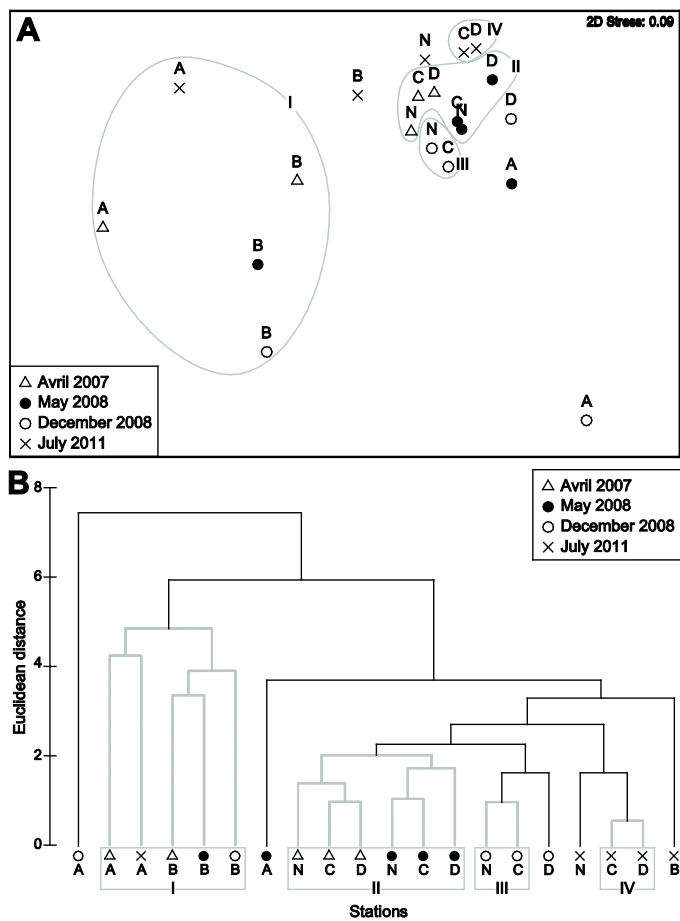 A
2D Stress: 0.09
N CD IV
A B D II
C D I
C D
N N N
B C III A
A
B
B
A
Avril 2007
May 2008
December 2008
July 2011
B
8
Avril 2007
May 2008
December 2008
July 2011
6
4
2
0
Euclidean distance
A A A B B B A N C D N C D N C D N C D B
I II III IV
Stations